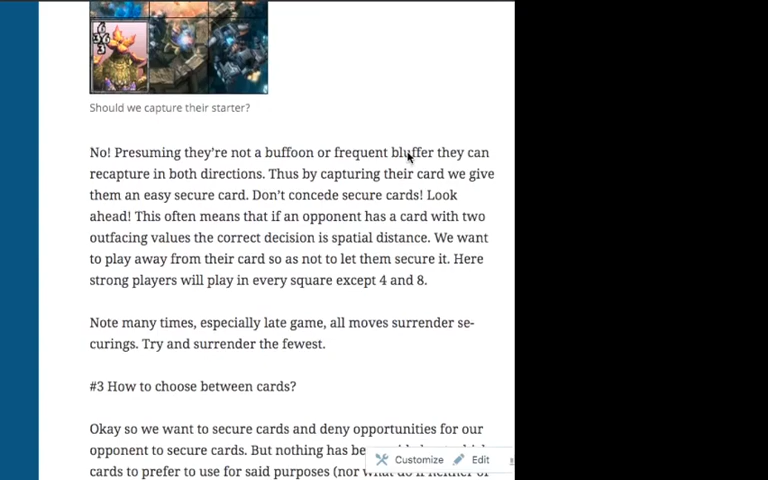 Should we capture their starter?
No! Presuming they're not a buffoon or frequent bluffer they can
recapture in both directions. Thus by capturing their card we give
them an easy secure card. Don't concede secure cards! Look
ahead! This often means that if an opponent has a card with two
outfacing values the correct decision is spatial distance. We want
to play away from their card so as not to let them secure it. Here
strong players will play in every square except 4 and 8.
Note many times, especially late game, all moves surrender se-
curings. Try and surrender the fewest.
#3 How to choose between cards?
Okay so we want to secure cards and deny opportunities for our
opponent to secure cards. But nothing has
Customize Edit
cards to prefer to use for said purposes (nor what do if neither of